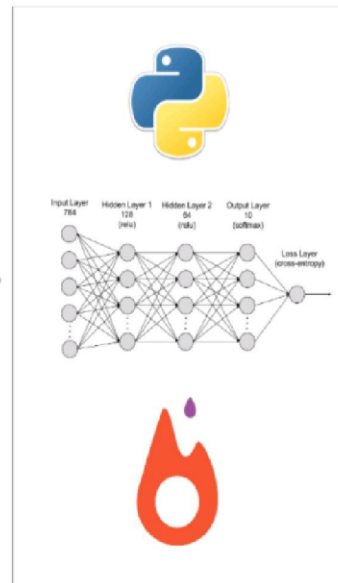 Input Layer
784
Hidden Layer 1
128
(relu)
Hidden Layer 2
64
(relu)
Output Layer
10
(softmax)
Loss Layer
(cross-entropy)